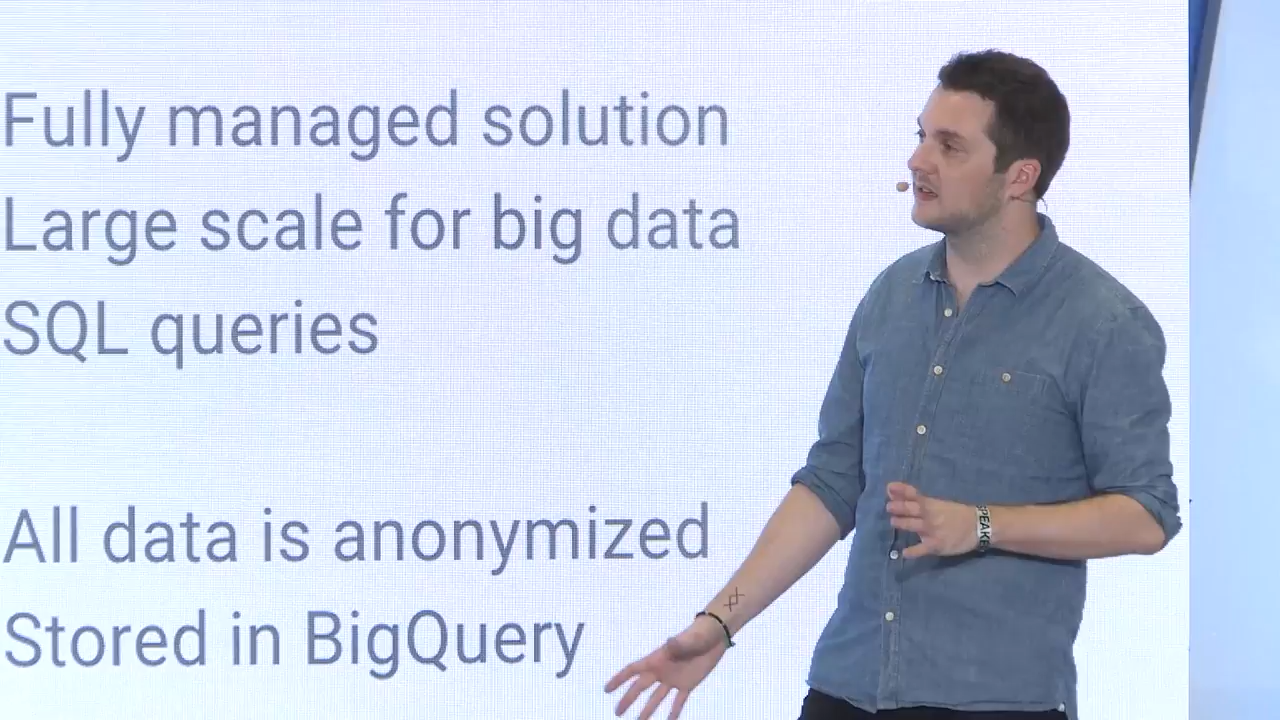 Fully managed solution
Large scale for big data
SQL queries
All data is anonymized
Stored in BigQuery